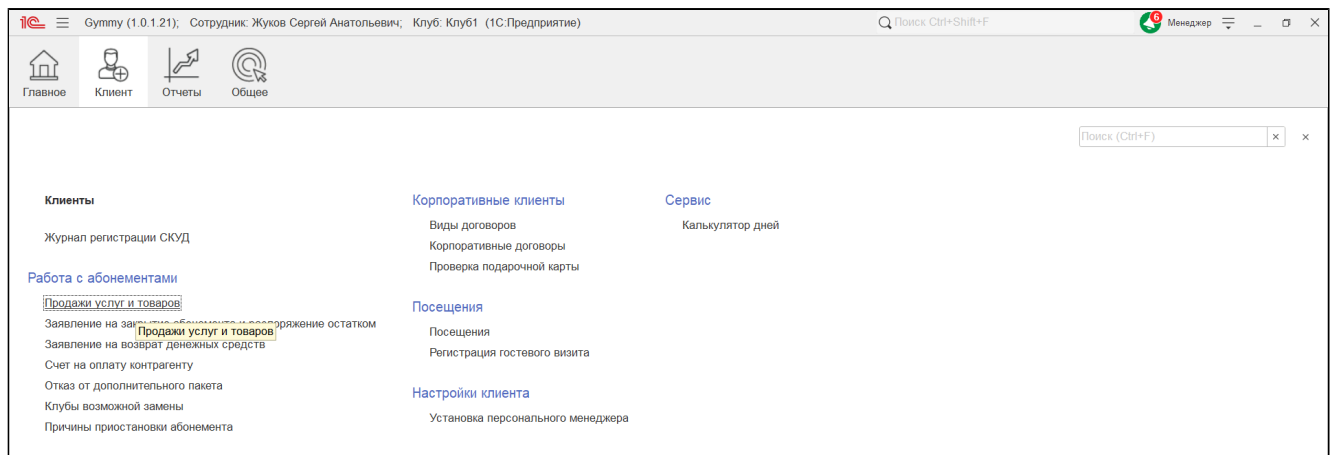 1С Gymmy (1.0.1.21); Сотрудник: Жуков Сергей Анатольевич; Клуб: Клуб1 (1С:Предприятие) Поиск Ctrl+Shift+F 6 Менеджер
Главное Клиент Отчеты Общее
Поиск (Ctrl+F)
Клиенты
Журнал регистрации СКУД
Работа с абонементами
Продажи услуг и товаров
Заявление на закрытие абонемента и распоряжение остатком
Продажи услуг и товаров
Заявление на возврат денежных средств
Счет на оплату контрагенту
Отказ от дополнительного пакета
Клубы возможной замены
Причины приостановки абонемента
Корпоративные клиенты
Виды договоров
Корпоративные договоры
Проверка подарочной карты
Посещения
Посещения
Регистрация гостевого визита
Настройки клиента
Установка персонального менеджера
Сервис
Калькулятор дней